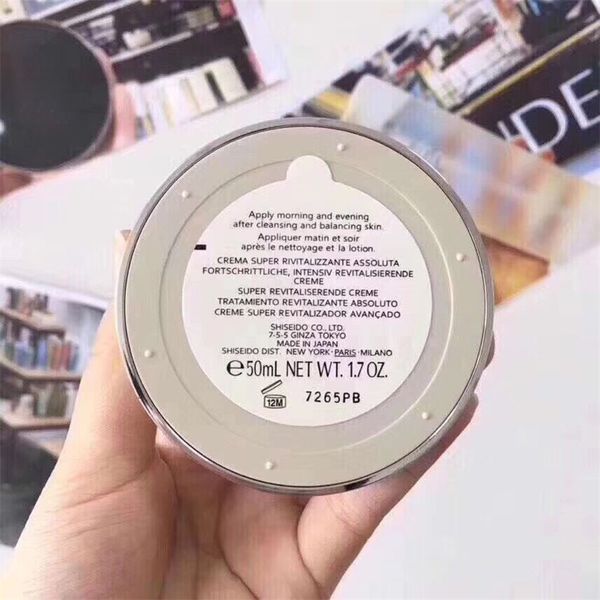 NDE
Apply morning and evening
after cleansing and balancing skin.
Appliquer matin et soir
après le nettoyage et la lotion.
CREMA SUPER RIVITALIZZANTE ASSOLUTA
FORTSCHRITTLICHE, INTENSIV REVITALISIERENDE
CREME
SUPER REVITALISERENDE CREME
TRATAMIENTO REVITALIZANTE ABSOLUTO
CREME SUPER REVITALIZADOR AVANÇADO
SHISEIDO CO., LTD.
7-5-5 GINZA TOKYO
MADE IN JAPAN
SHISEIDO DIST. NEW YORK·PARIS·MILANO
℮50mL NET WT. 1.7 OZ.
12M 7265PB